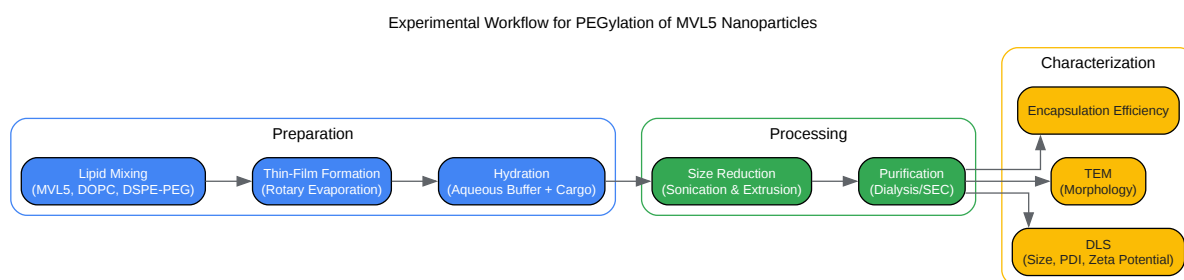 Experimental Workflow for PEGylation of MVL5 Nanoparticles
Preparation
Lipid Mixing
(MVL5, DOPC, DSPE-PEG)
Thin-Film Formation
(Rotary Evaporation)
Hydration
(Aqueous Buffer + Cargo)
Processing
Size Reduction
(Sonication & Extrusion)
Purification
(Dialysis/SEC)
Characterization
Encapsulation Efficiency
TEM
(Morphology)
DLS
(Size, PDI, Zeta Potential)